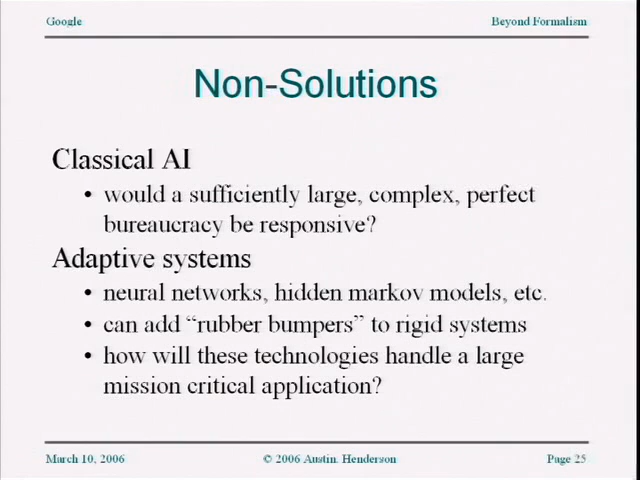 Google Beyond Formalism
Non-Solutions
Classical AI
• would a sufficiently large, complex, perfect
bureaucracy be responsive?
Adaptive systems
• neural networks, hidden markov models, etc.
• can add “rubber bumpers” to rigid systems
• how will these technologies handle a large
mission critical application?
March 10, 2006 © 2006 Austin. Henderson Page 25